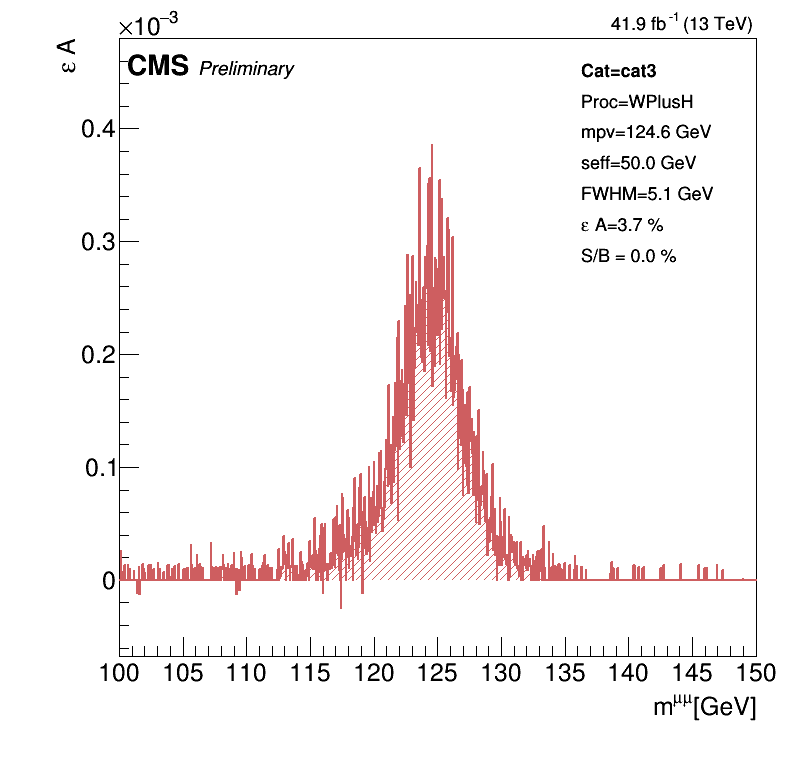 ×10⁻³
41.9 fb⁻¹ (13 TeV)
ε A
CMS Preliminary
Cat=cat3
Proc=WPlusH
mpv=124.6 GeV
seff=50.0 GeV
FWHM=5.1 GeV
ε A=3.7 %
S/B = 0.0 %
0.4
0.3
0.2
0.1
0
100 105 110 115 120 125 130 135 140 145 150
m^μμ[GeV]